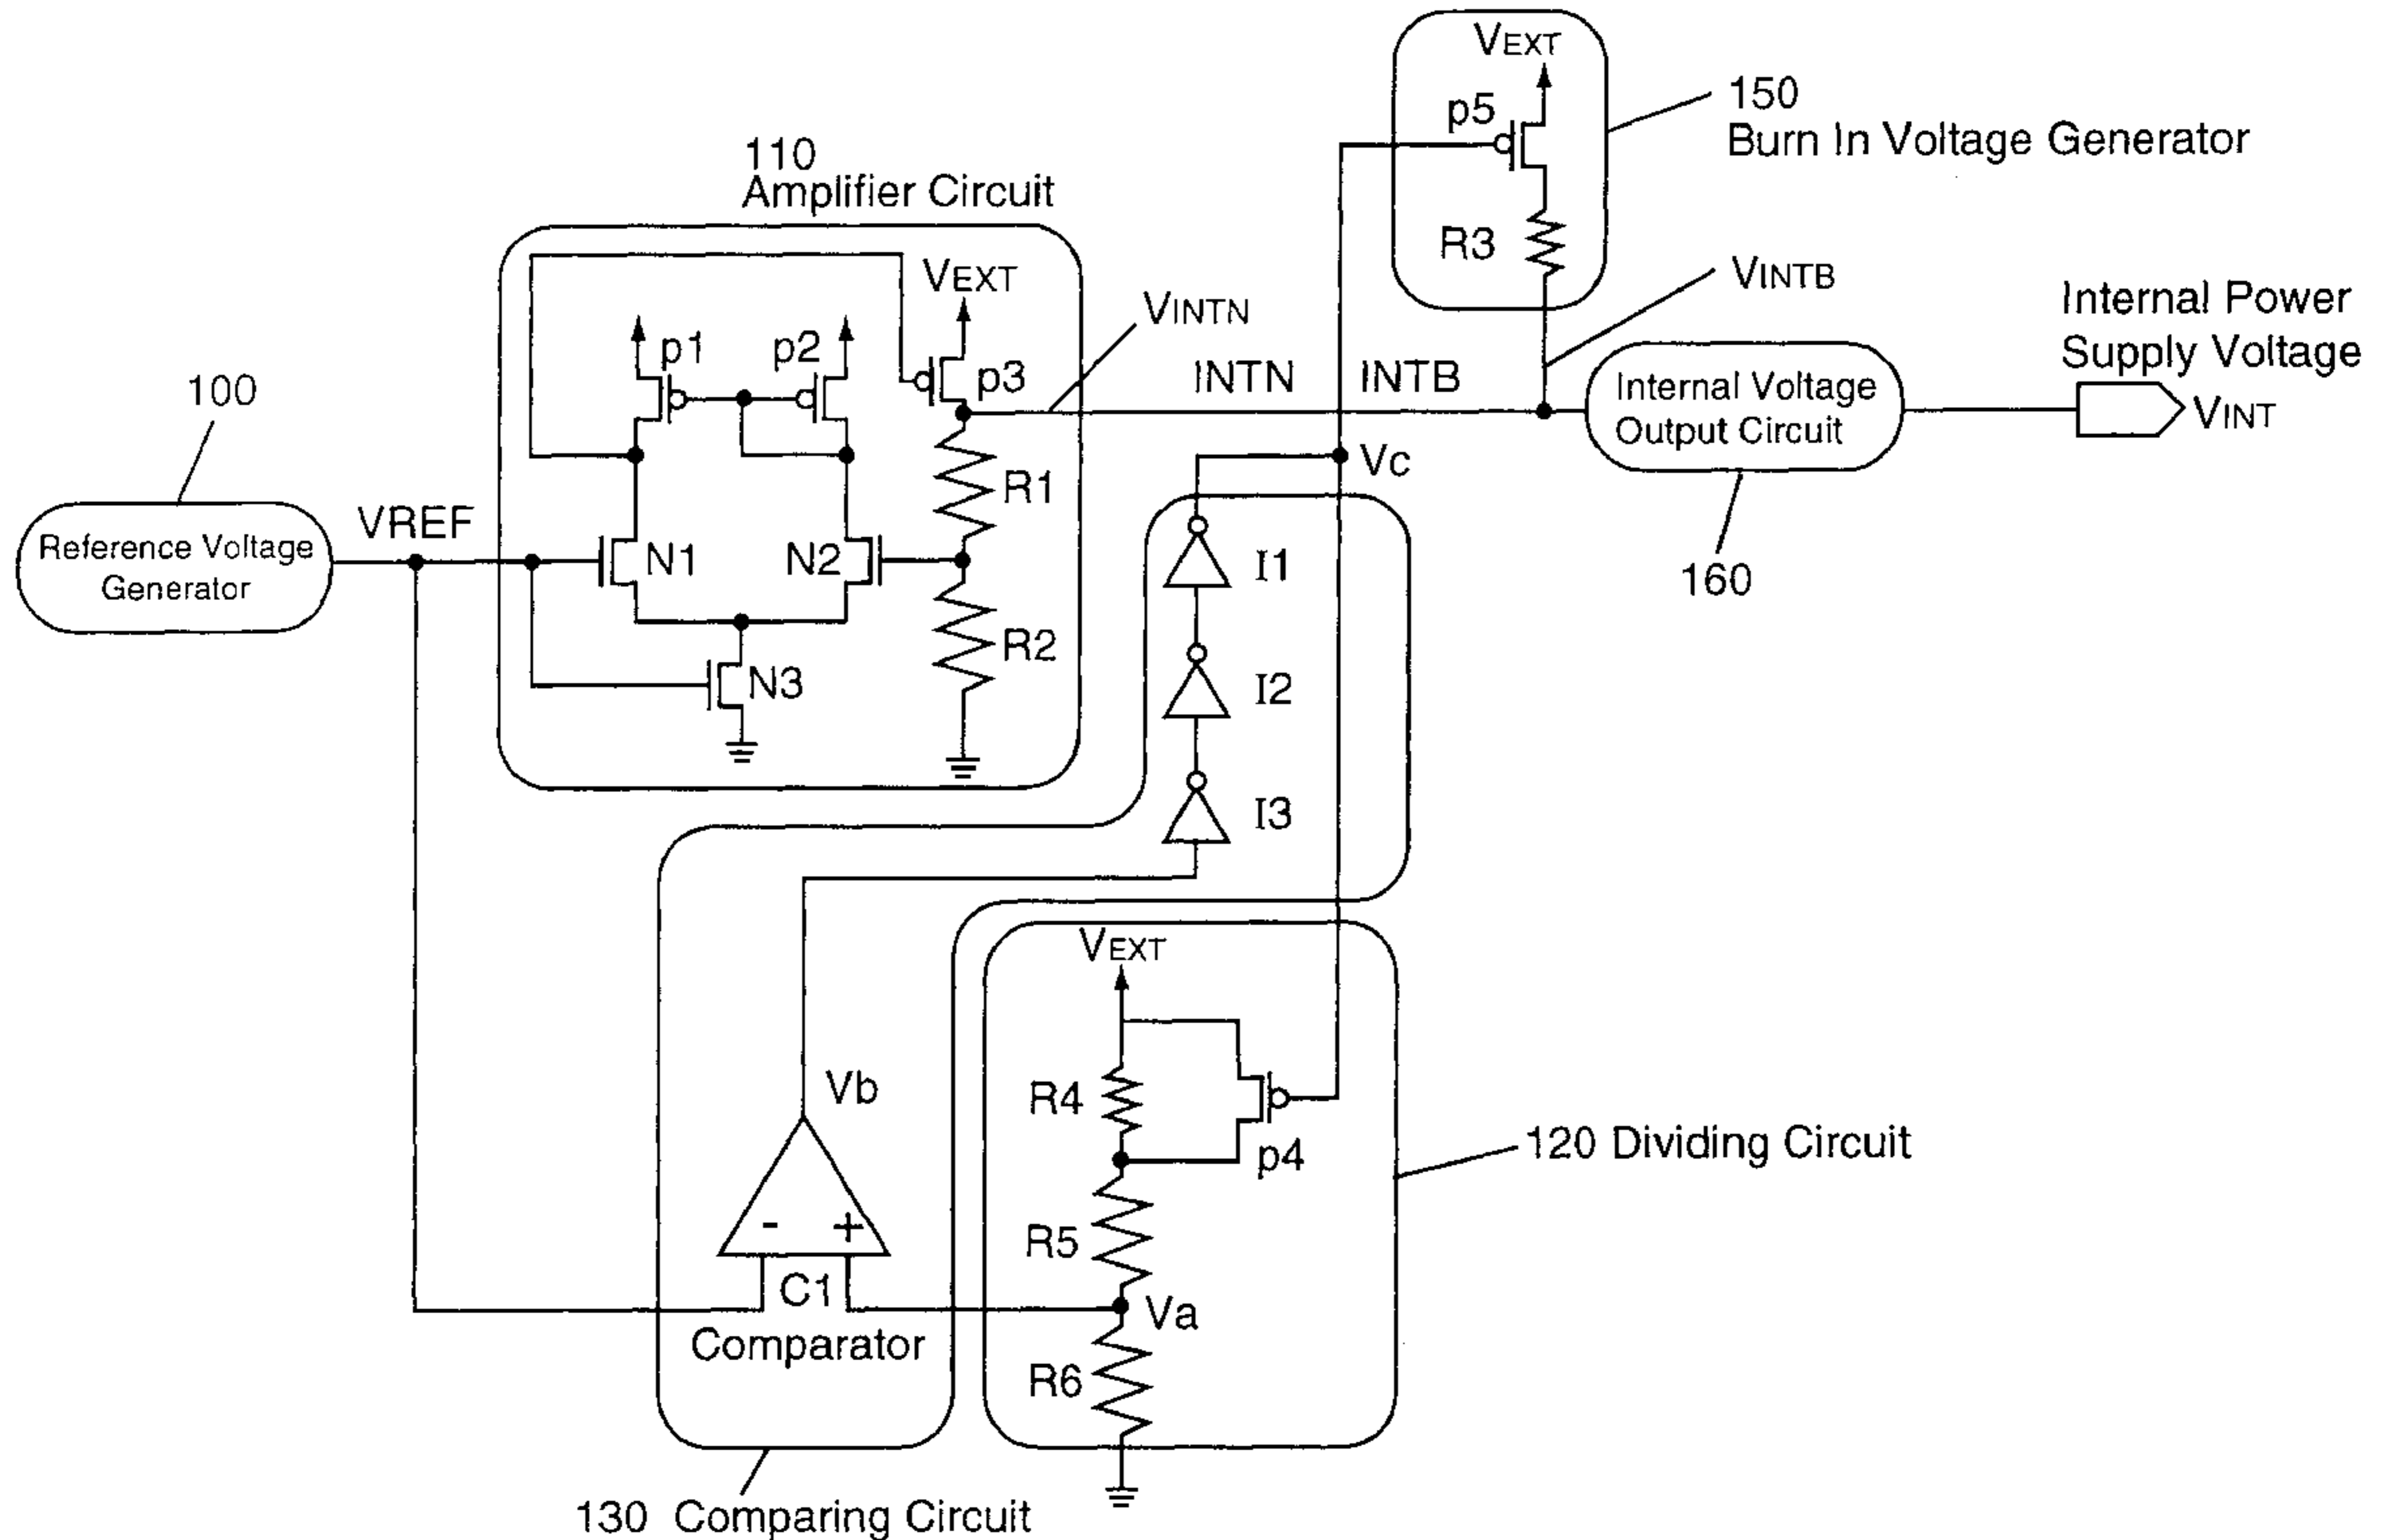 VEXT
p5
150
Burn In Voltage Generator
R3
110
Amplifier Circuit
VEXT
p1
p2
p3
VINTN
VINTB
INTN
INTB
Internal Power
Supply Voltage
VINT
Internal Voltage
Output Circuit
160
100
Reference Voltage
Generator
VREF
N1
N2
N3
R1
R2
Vc
I1
I2
I3
VEXT
R4
p4
120 Dividing Circuit
R5
Va
R6
Vb
-
+
C1
Comparator
130 Comparing Circuit